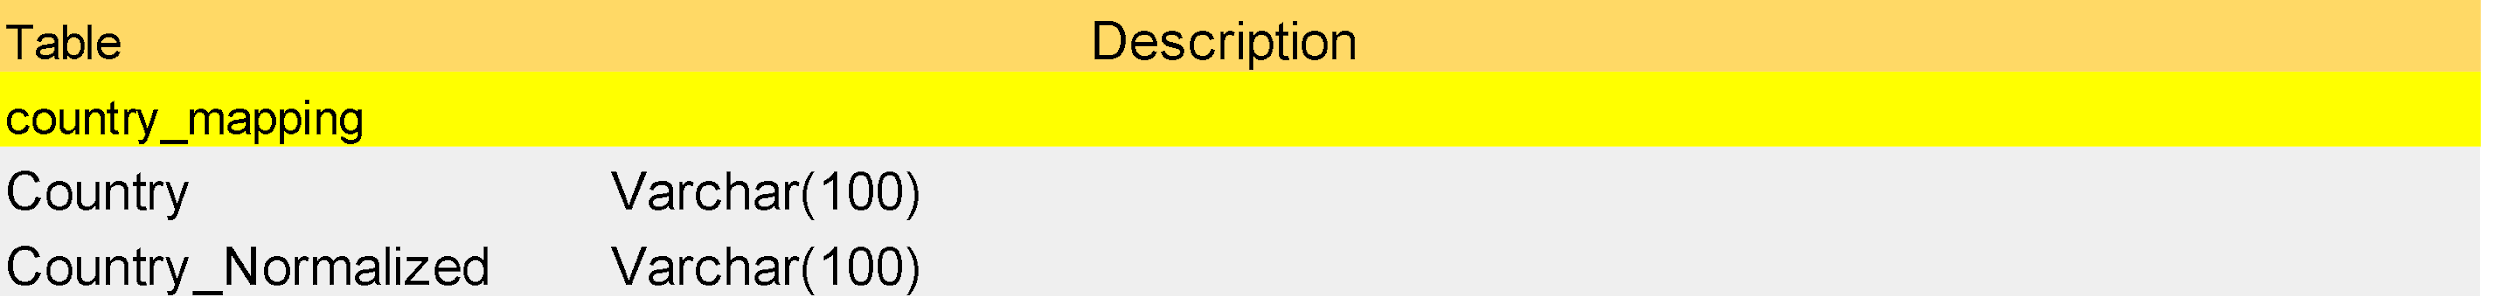 Table Description
country_mapping
Country Varchar(100)
Country_Normalized Varchar(100)